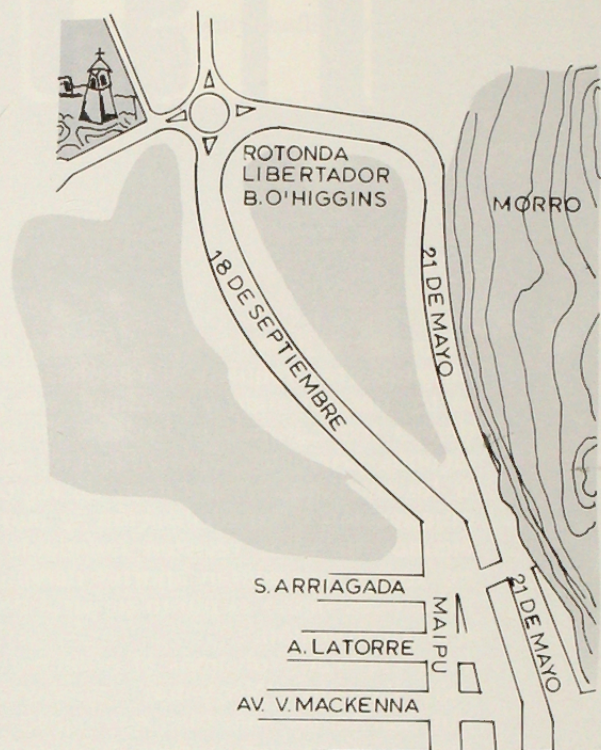 ROTONDA
LIBERTADOR
B.O'HIGGINS
MORRO
18 DE SEPTIEMBRE
21 DE MAYO
S. ARRIAGADA
MAIPU
21 DE MAYO
A. LATORRE
AV. V. MACKENNA